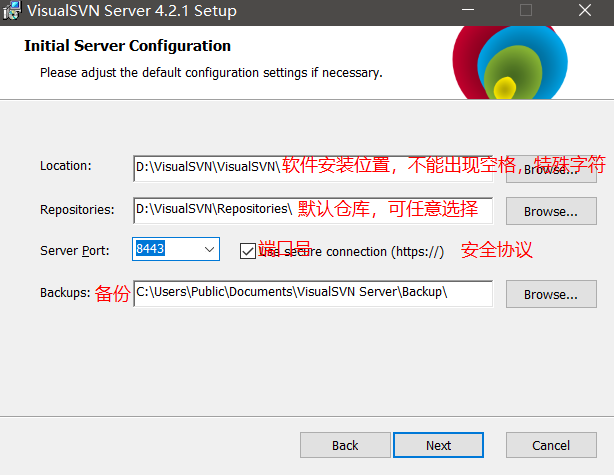 VisualSVN Server 4.2.1 Setup
Initial Server Configuration
Please adjust the default configuration settings if necessary.
Location: D:\VisualSVN\VisualSVN\ 软件安装位置，不能出现空格，特殊字符 Browse...
Repositories: D:\VisualSVN\Repositories\ 默认仓库，可任意选择 Browse...
Server Port: 8443 端口号 Use secure connection (https://) 安全协议
Backups: 备份 C:\Users\Public\Documents\VisualSVN Server\Backup\ Browse...
Back Next Cancel